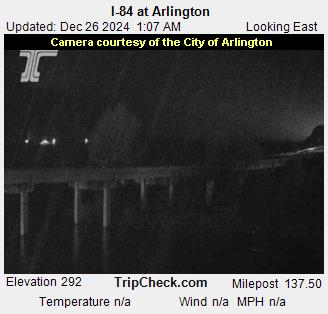 I-84 at Arlington
Updated: Dec 26 2024 1:07 AM Looking East
Camera courtesy of the City of Arlington
Elevation 292 TripCheck.com Milepost 137.50
Temperature n/a Wind n/a MPH n/a